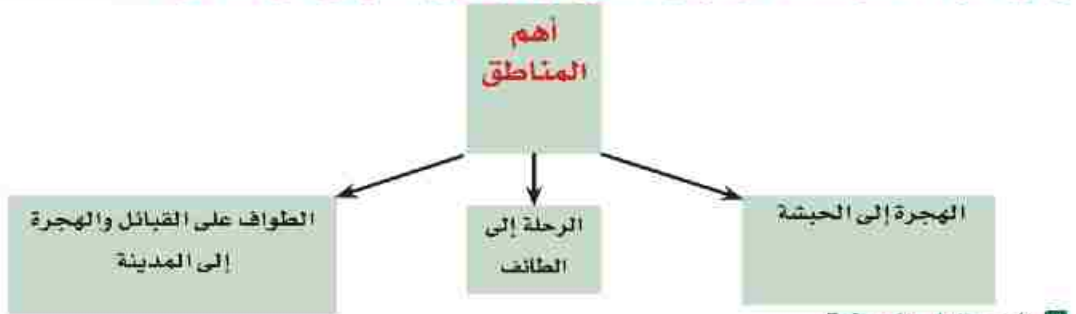 أهم
المناطق
الهجرة إلى الحبشة
الرحلة إلى
الطائف
الطواف على القبائل والهجرة
إلى المدينة